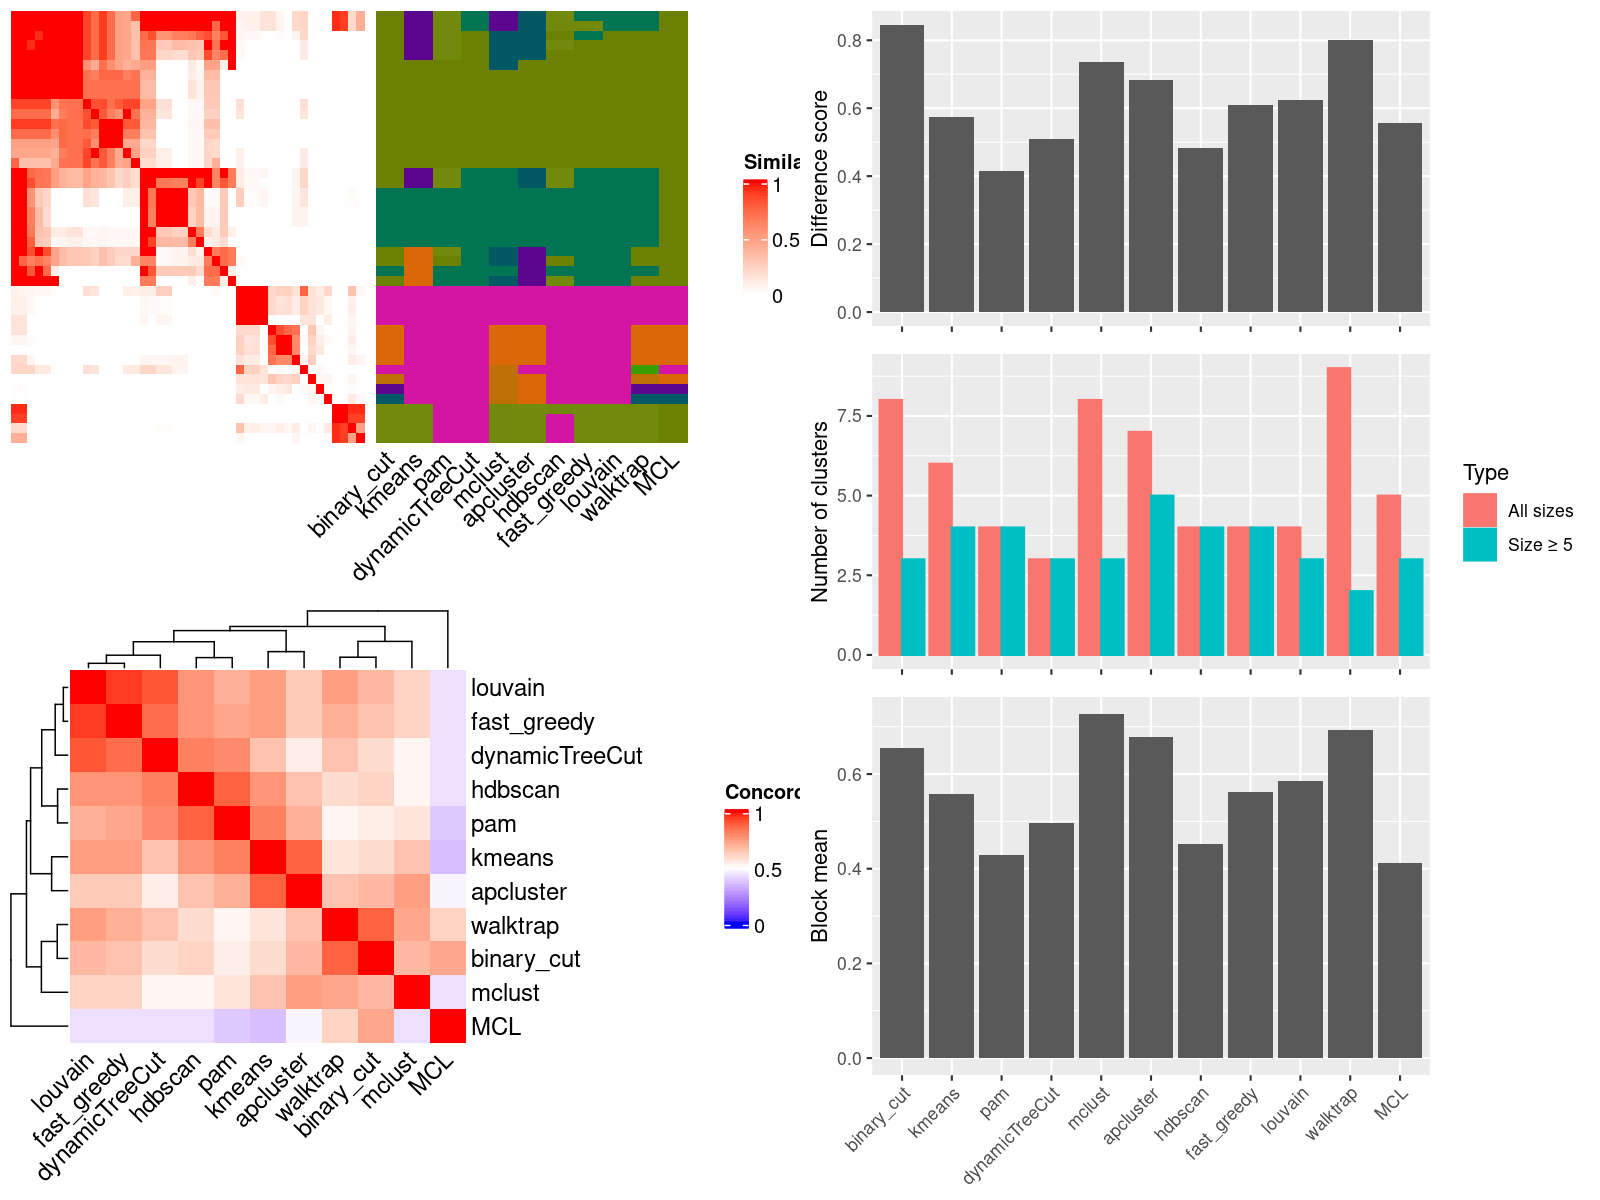 Simila
1
0.5
0
binary_cut
kmeans
pam
dynamicTreeCut
mclust
apcluster
hdbscan
fast_greedy
louvain
walktrap
MCL
louvain
fast_greedy
dynamicTreeCut
hdbscan
pam
kmeans
apcluster
walktrap
binary_cut
mclust
MCL
louvain
fast_greedy
dynamicTreeCut
hdbscan
pam
kmeans
apcluster
walktrap
binary_cut
mclust
MCL
Concord
1
0.5
0
Difference score
0.8
0.6
0.4
0.2
0.0
Number of clusters
7.5
5.0
2.5
0.0
Type
All sizes
Size ≥ 5
Block mean
0.6
0.4
0.2
0.0
binary_cut
kmeans
pam
dynamicTreeCut
mclust
apcluster
hdbscan
fast_greedy
louvain
walktrap
MCL